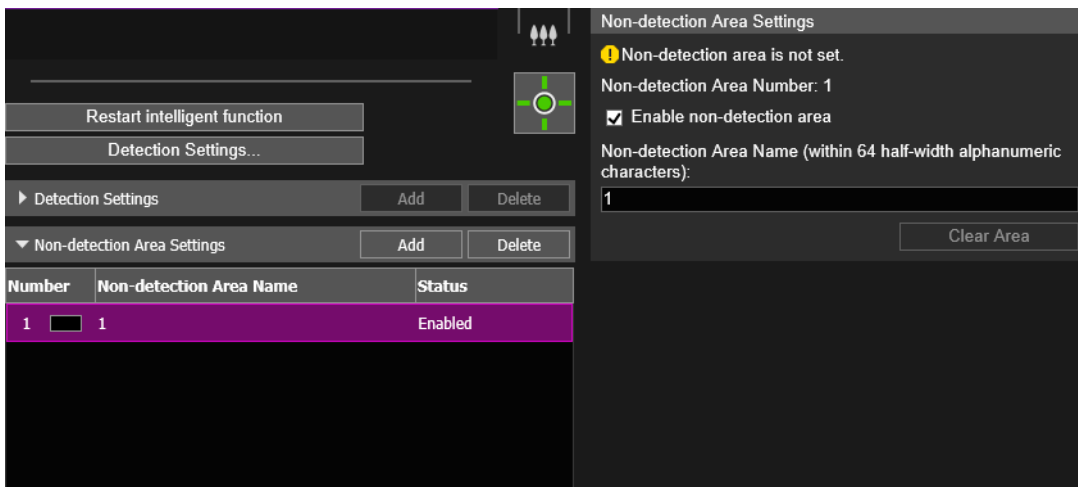 Restart intelligent function
Detection Settings...
Detection Settings Add Delete
Non-detection Area Settings Add Delete
Number Non-detection Area Name Status
1 1 Enabled
Non-detection Area Settings
Non-detection area is not set.
Non-detection Area Number: 1
Enable non-detection area
Non-detection Area Name (within 64 half-width alphanumeric
characters):
1
Clear Area